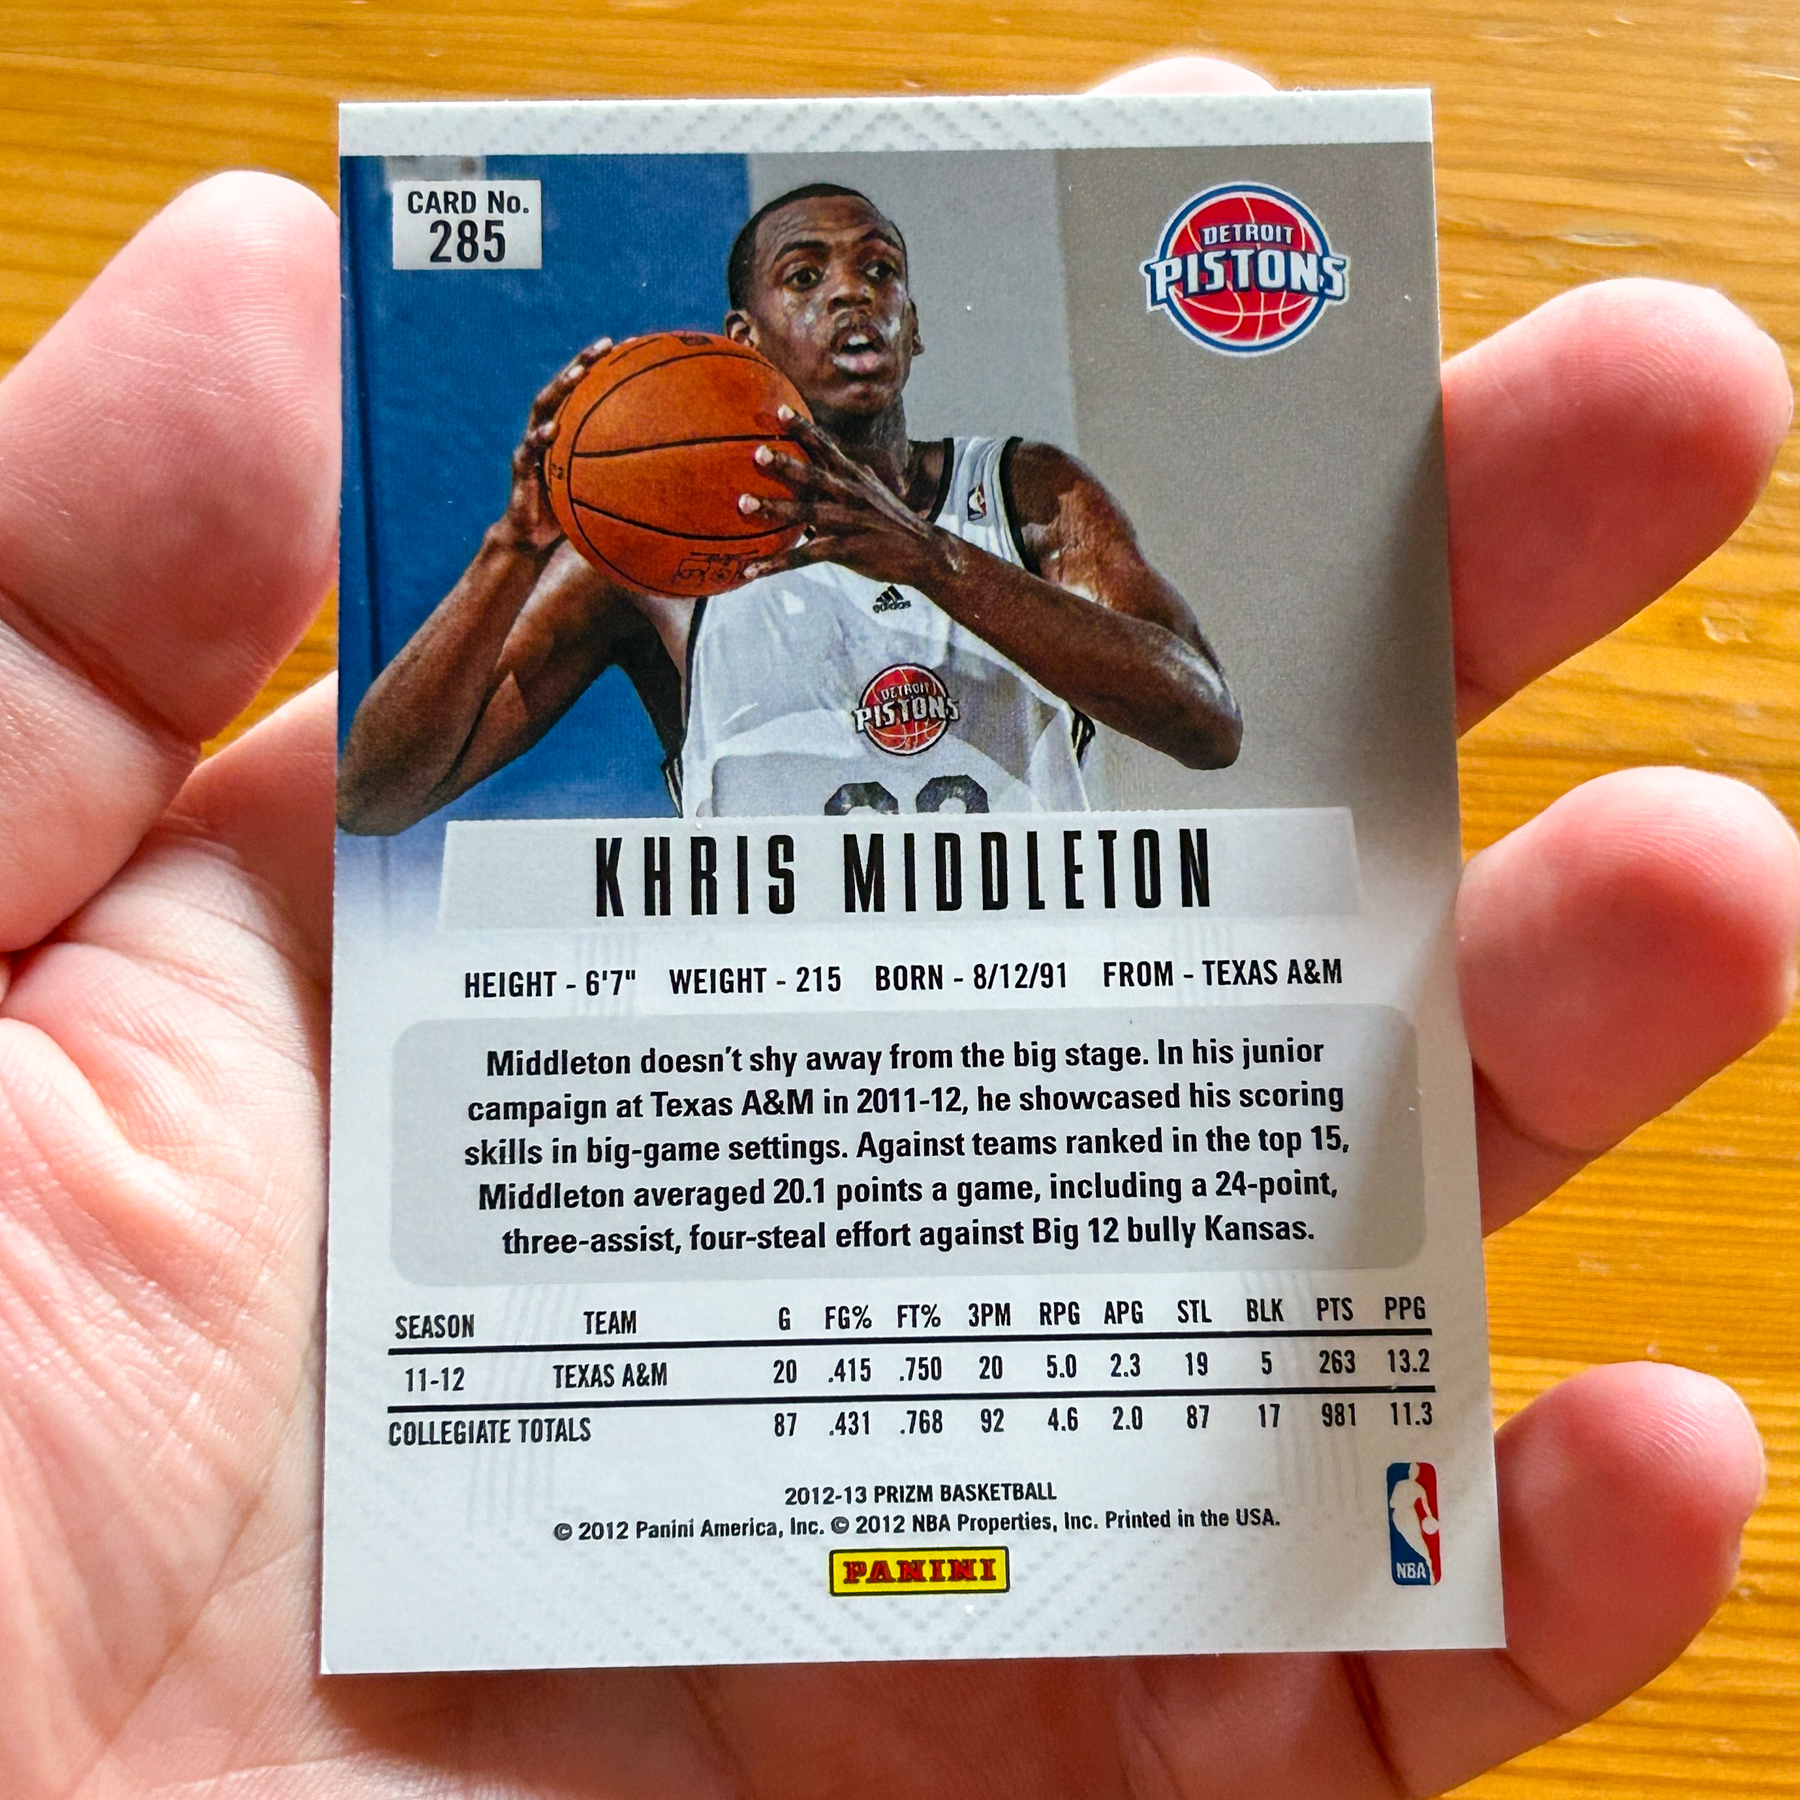 CARD No.
285
DETROIT
PISTONS
adidas
DETROIT
PISTONS
KHRIS MIDDLETON
HEIGHT - 6'7" WEIGHT - 215 BORN - 8/12/91 FROM - TEXAS A&M
Middleton doesn't shy away from the big stage. In his junior
campaign at Texas A&M in 2011-12, he showcased his scoring
skills in big-game settings. Against teams ranked in the top 15,
Middleton averaged 20.1 points a game, including a 24-point,
three-assist, four-steal effort against Big 12 bully Kansas.
SEASON TEAM G FG% FT% 3PM RPG APG STL BLK PTS PPG
11-12 TEXAS A&M 20 .415 .750 20 5.0 2.3 19 5 263 13.2
COLLEGIATE TOTALS 87 .431 .768 92 4.6 2.0 87 17 981 11.3
2012-13 PRIZM BASKETBALL
© 2012 Panini America, Inc. © 2012 NBA Properties, Inc. Printed in the USA.
PANINI
NBA